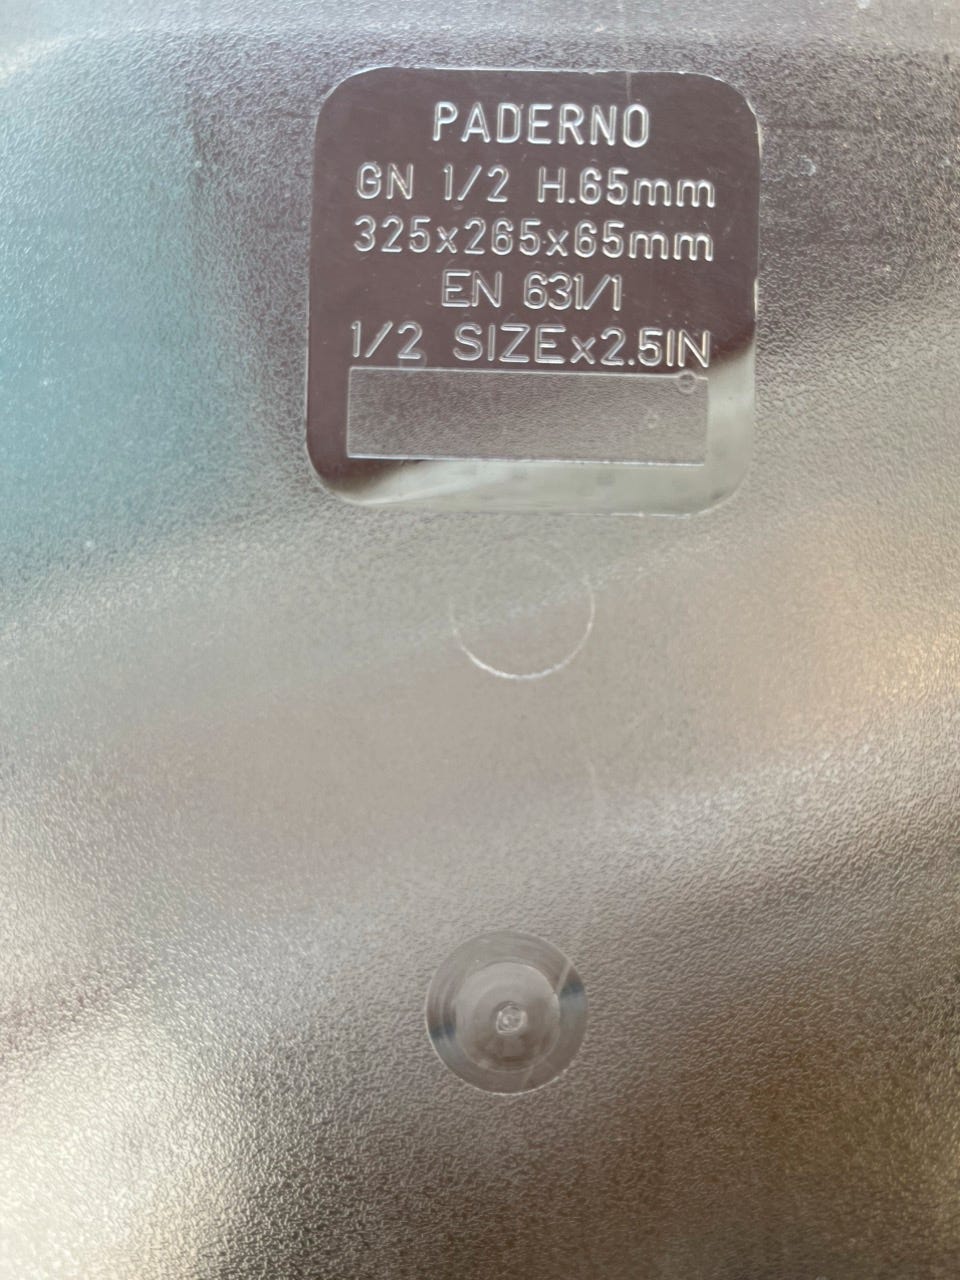 PADERNO
GN 1/2 H.65mm
325x265x65mm
EN 631/1
1/2 SIZEx2.5IN